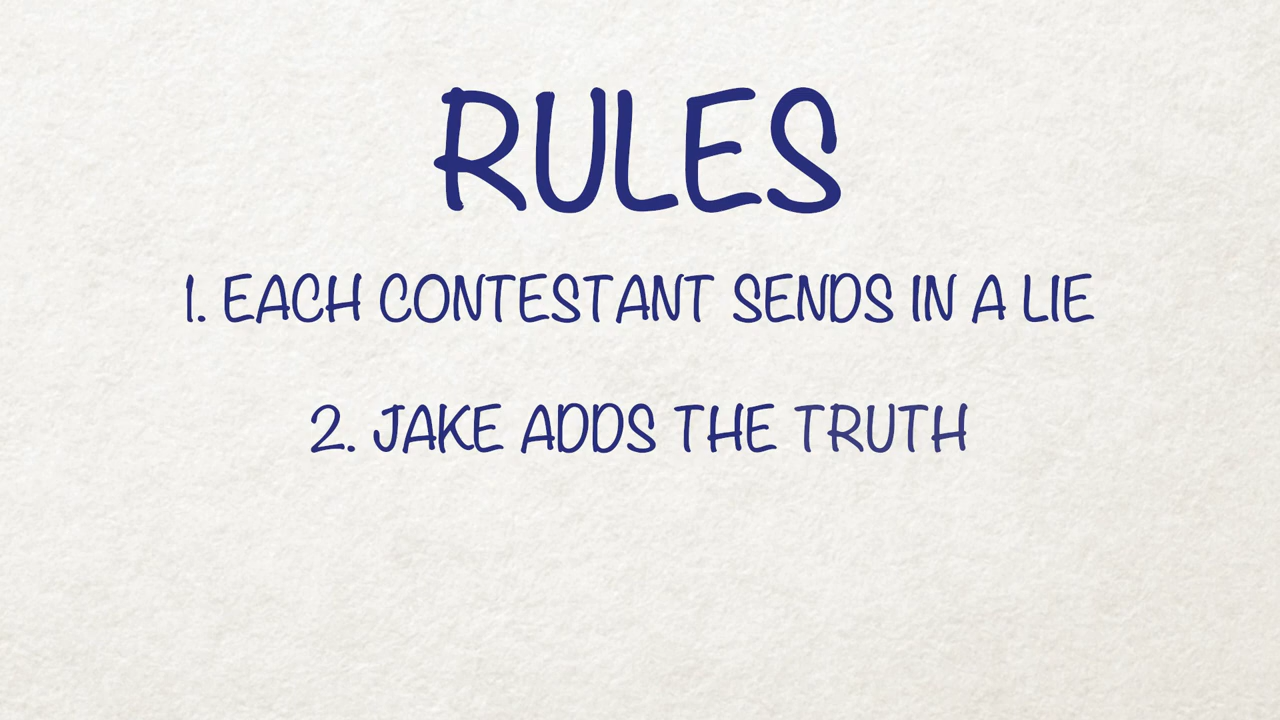 RULES
1. EACH CONTESTANT SENDS IN A LIE
2. JAKE ADDS THE TRUTH